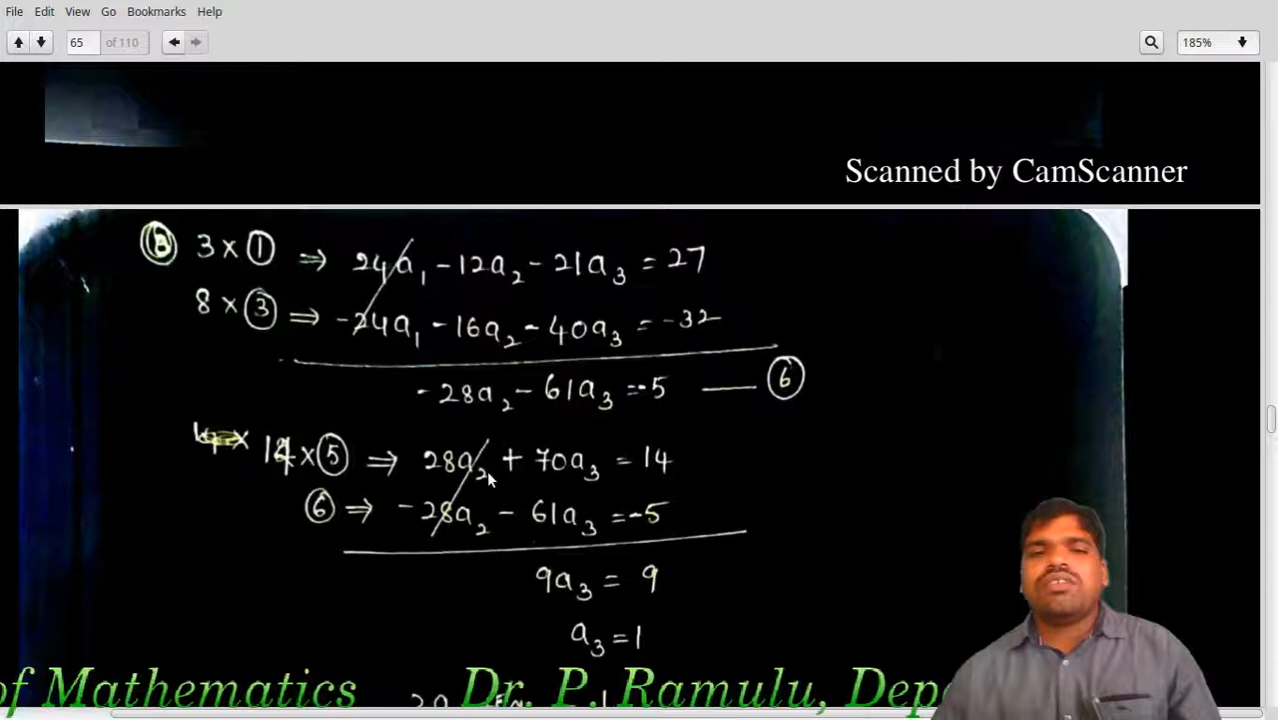 File Edit View Go Bookmarks Help
65 of 110 185%
Scanned by CamScanner
B 3 × ① ⇒ 24a₁ - 12a₂ - 21a₃ = 27
8 × ③ ⇒ -24a₁ - 16a₂ - 40a₃ = -32
-28a₂ - 61a₃ = -5 — ⑥
14 × ⑤ ⇒ 28a₂ + 70a₃ = 14
⑥ ⇒ -28a₂ - 61a₃ = -5
9a₃ = 9
a₃ = 1
of Mathematics Dr. P. Ramulu, Depa